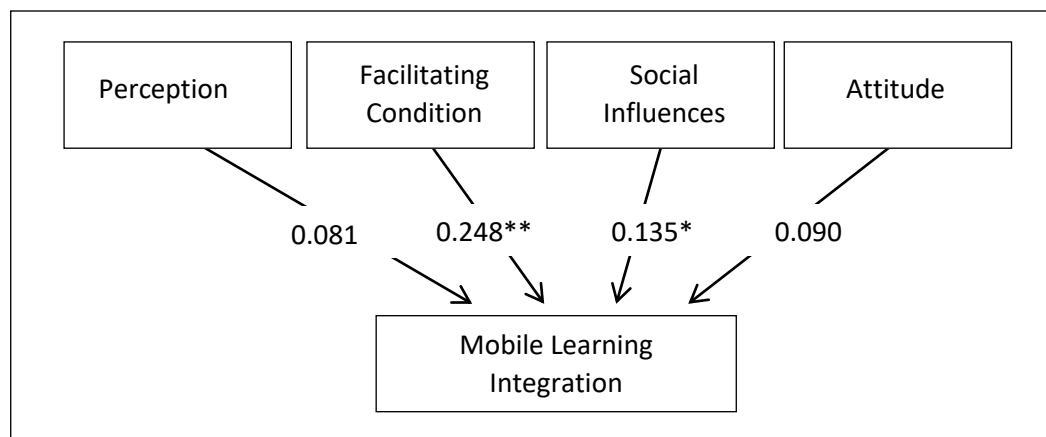 Perception
Facilitating
Condition
Social
Influences
Attitude
0.081
0.248**
0.135*
0.090
Mobile Learning
Integration